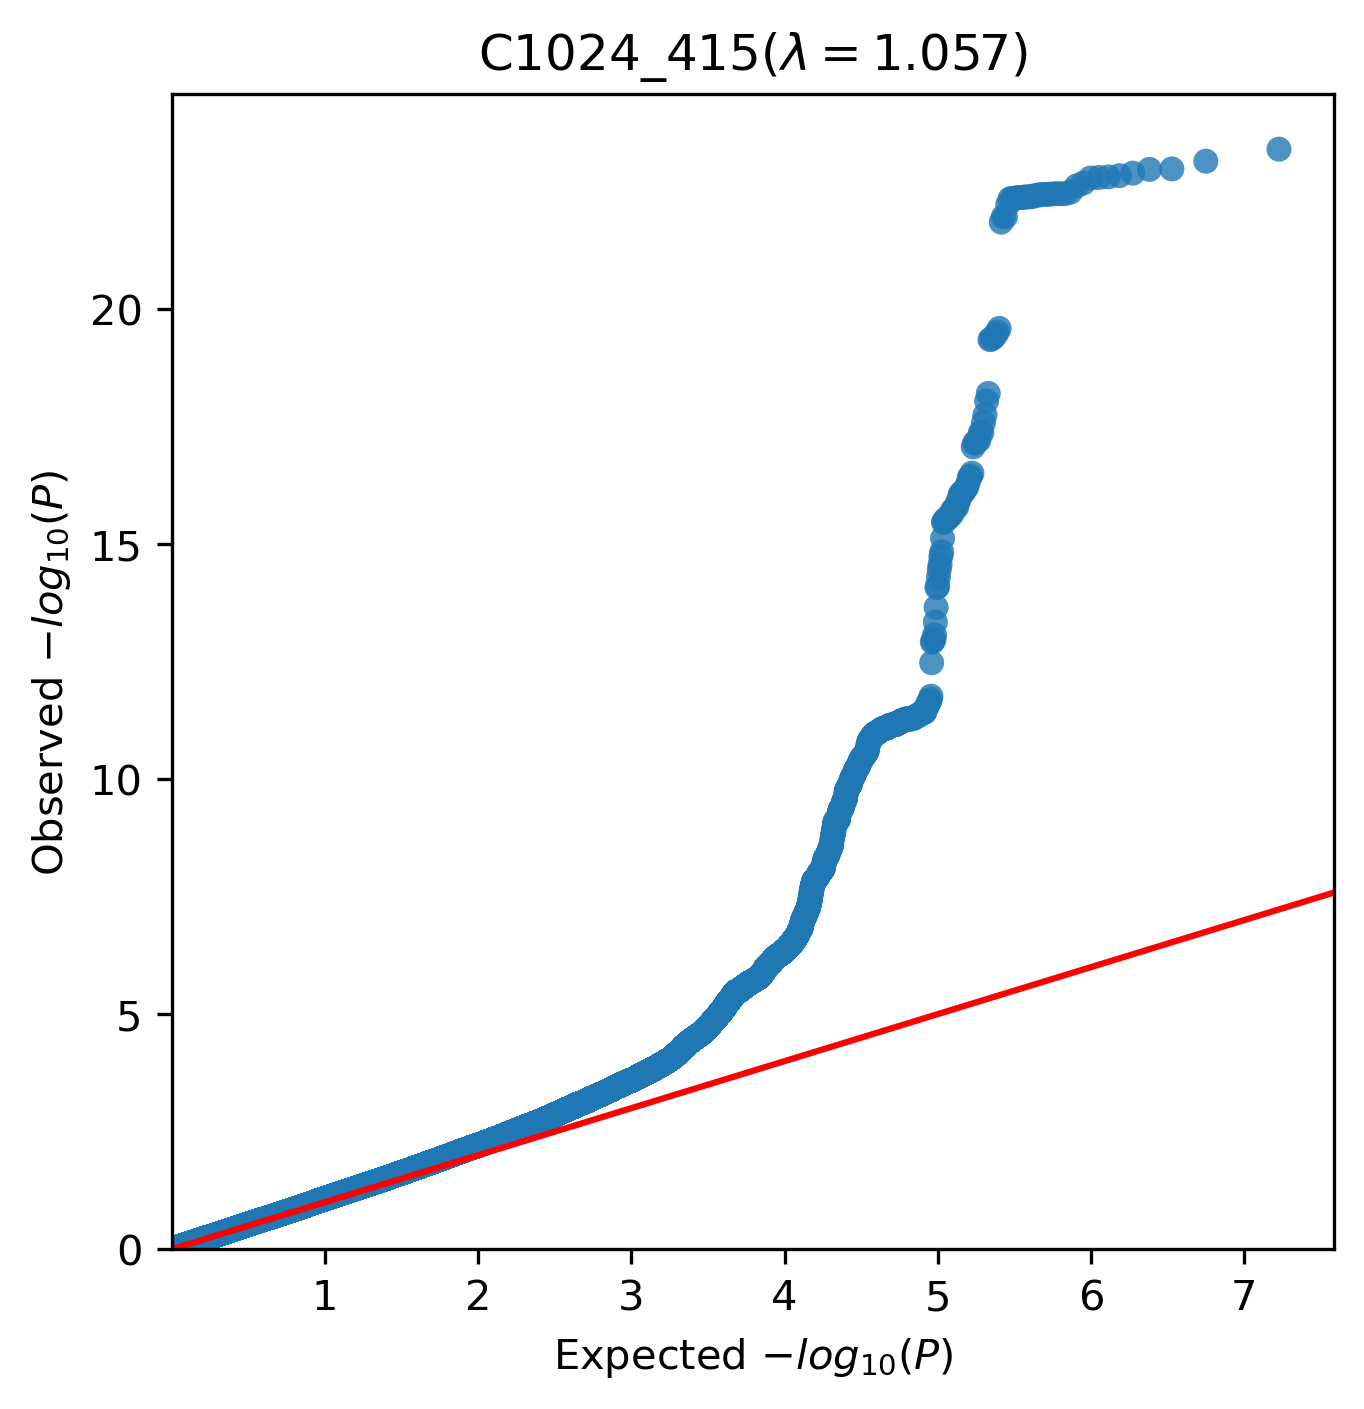 C1024_415(λ = 1.057)
Observed −log₁₀(P)
20
15
10
5
0
1 2 3 4 5 6 7
Expected −log₁₀(P)